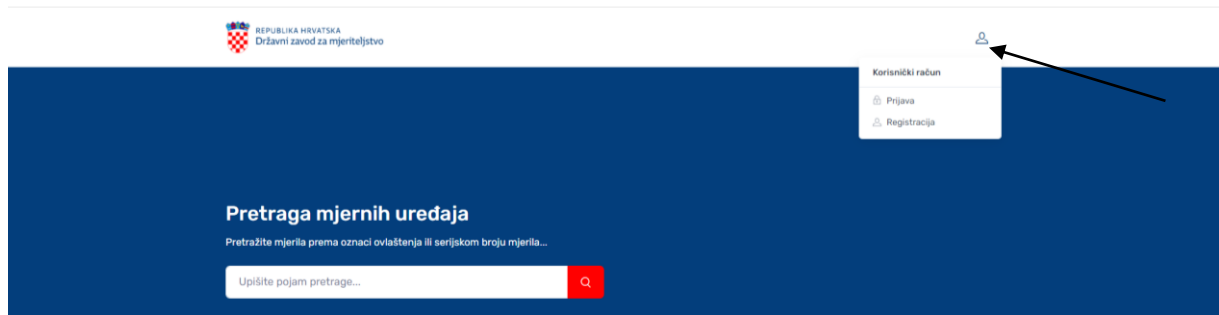 REPUBLIKA HRVATSKA
Državni zavod za mjeriteljstvo
Korisnički račun
Prijava
Registracija
Pretraga mjernih uređaja
Pretražite mjerila prema oznaci ovlaštenja ili serijskom broju mjerila...
Upišite pojam pretrage...